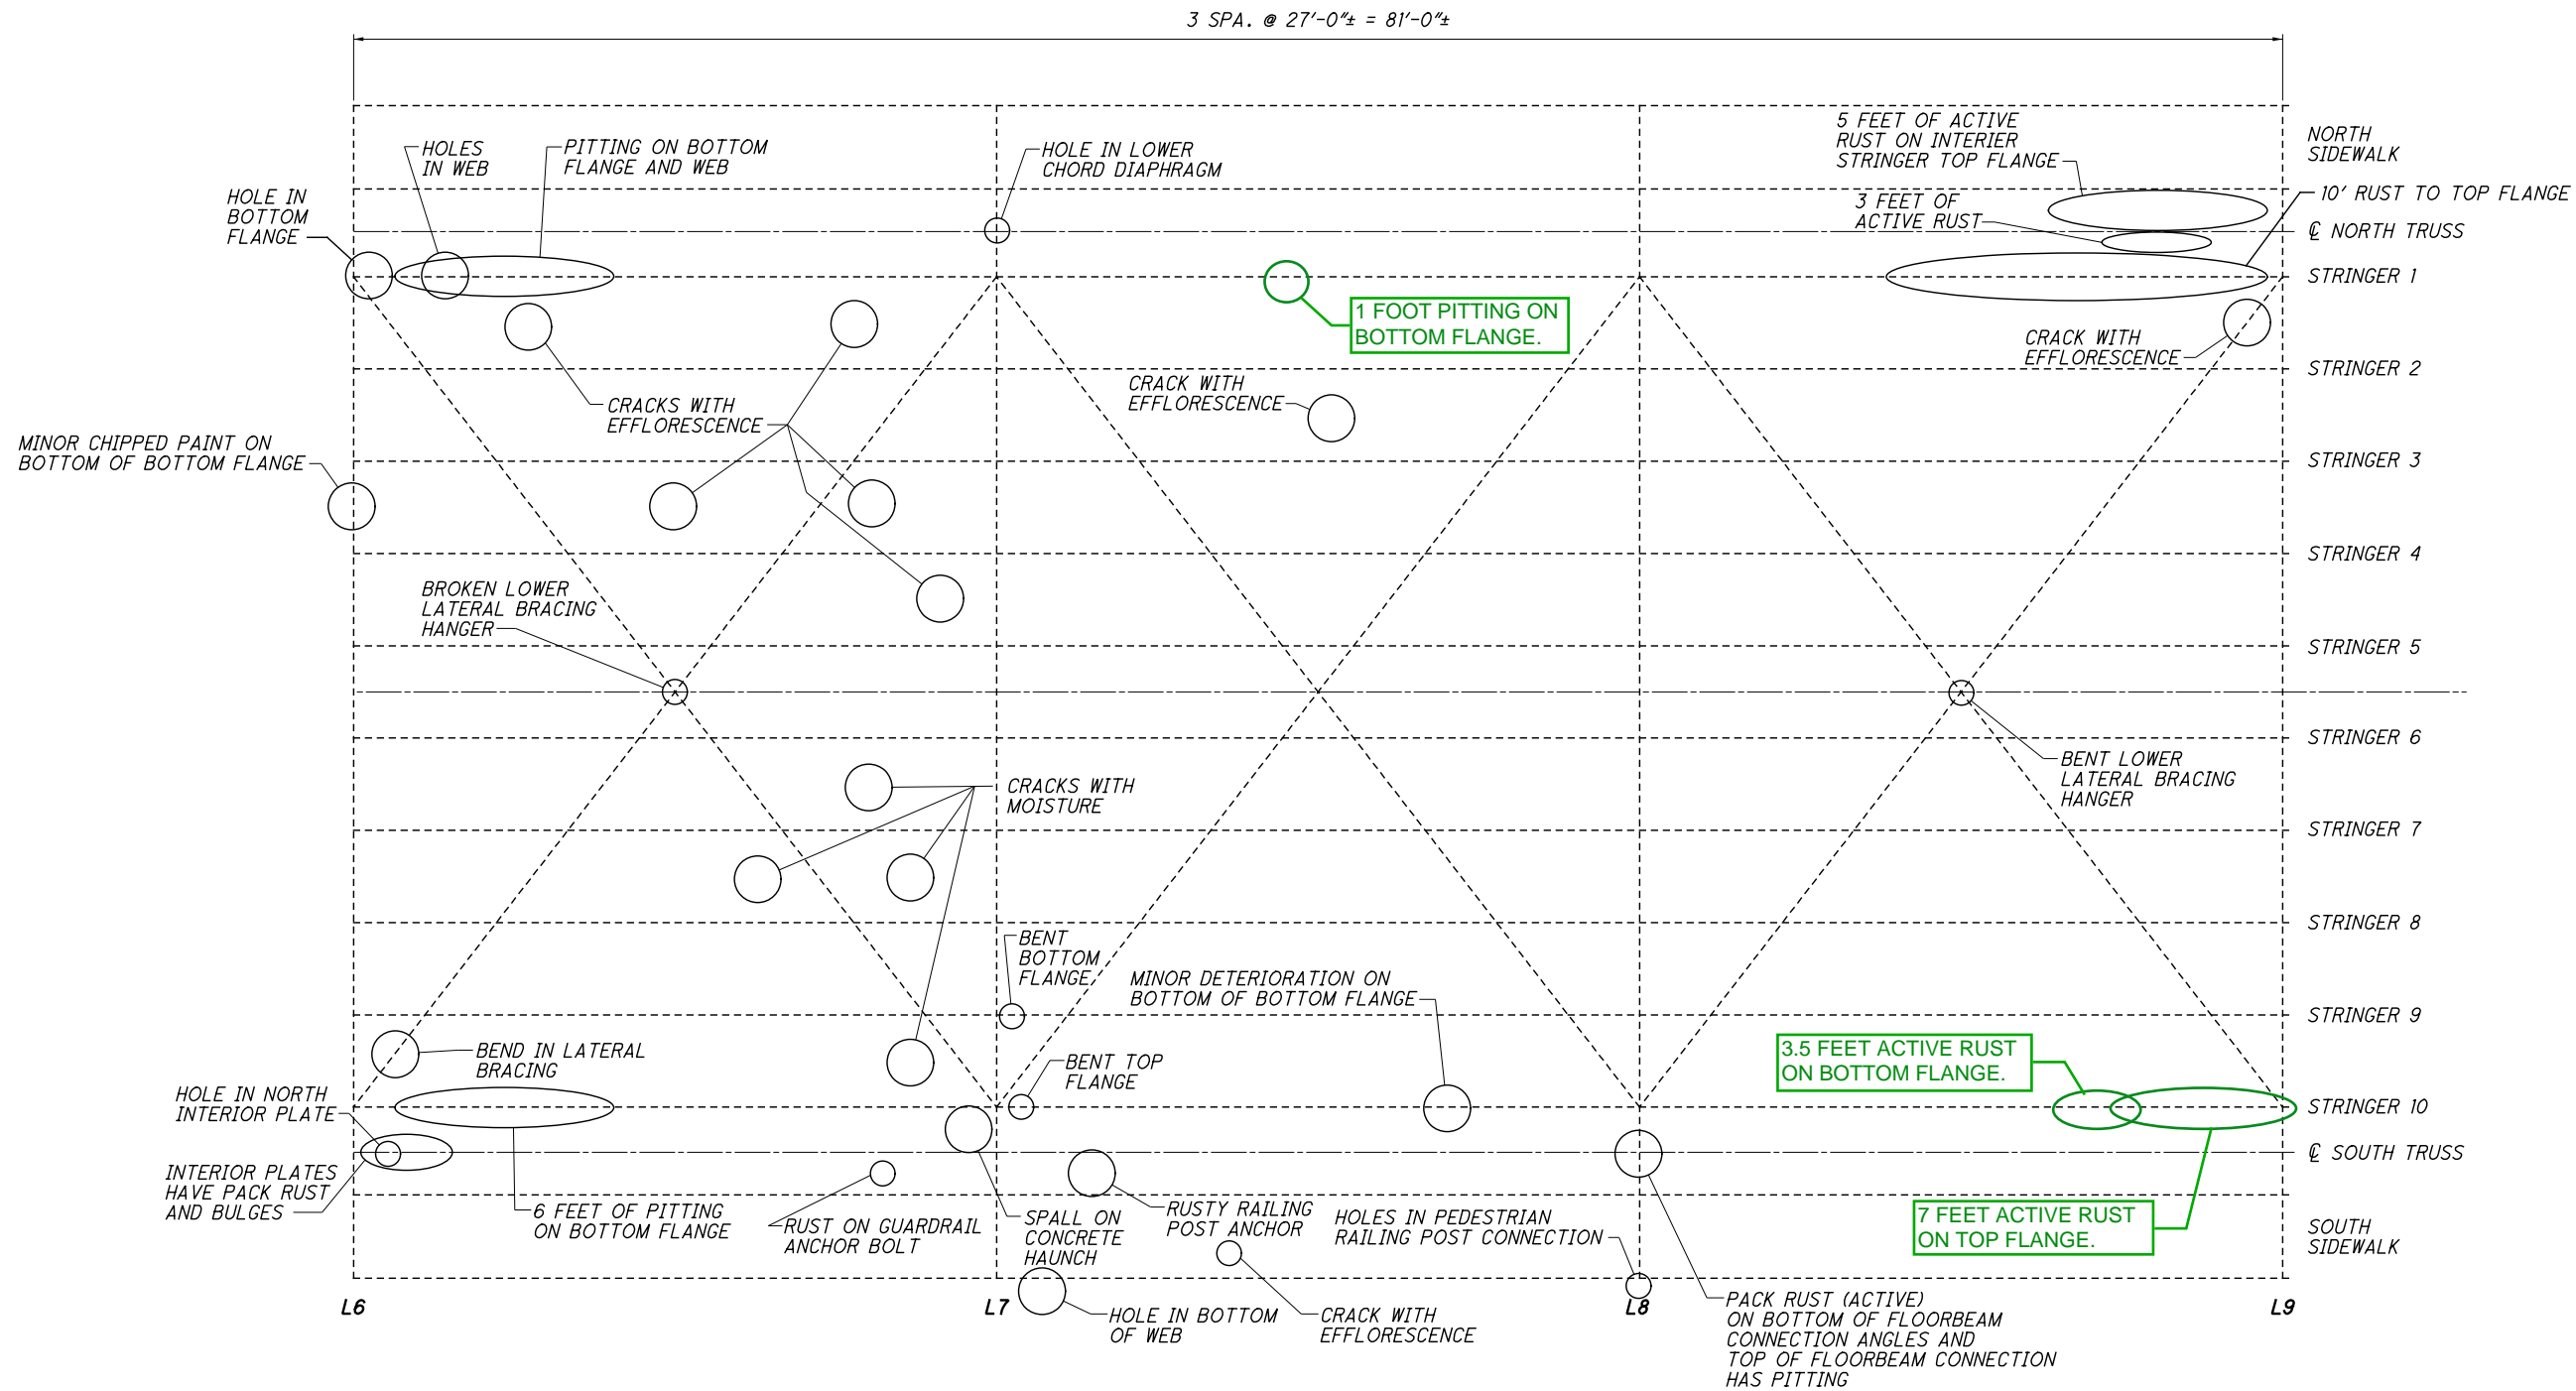 3 SPA. @ 27'-0"± = 81'-0"±
HOLES
IN WEB
PITTING ON BOTTOM
FLANGE AND WEB
HOLE IN LOWER
CHORD DIAPHRAGM
5 FEET OF ACTIVE
RUST ON INTERIER
STRINGER TOP FLANGE
NORTH
SIDEWALK
HOLE IN
BOTTOM
FLANGE
3 FEET OF
ACTIVE RUST
10' RUST TO TOP FLANGE
℄ NORTH TRUSS
STRINGER 1
1 FOOT PITTING ON
BOTTOM FLANGE.
CRACK WITH
EFFLORESCENCE
STRINGER 2
CRACKS WITH
EFFLORESCENCE
CRACK WITH
EFFLORESCENCE
MINOR CHIPPED PAINT ON
BOTTOM OF BOTTOM FLANGE
STRINGER 3
STRINGER 4
BROKEN LOWER
LATERAL BRACING
HANGER
STRINGER 5
STRINGER 6
BENT LOWER
LATERAL BRACING
HANGER
CRACKS WITH
MOISTURE
STRINGER 7
STRINGER 8
BENT
BOTTOM
FLANGE
MINOR DETERIORATION ON
BOTTOM OF BOTTOM FLANGE
STRINGER 9
BEND IN LATERAL
BRACING
BENT TOP
FLANGE
3.5 FEET ACTIVE RUST
ON BOTTOM FLANGE.
HOLE IN NORTH
INTERIOR PLATE
STRINGER 10
℄ SOUTH TRUSS
INTERIOR PLATES
HAVE PACK RUST
AND BULGES
6 FEET OF PITTING
ON BOTTOM FLANGE
RUST ON GUARDRAIL
ANCHOR BOLT
SPALL ON
CONCRETE
HAUNCH
RUSTY RAILING
POST ANCHOR
HOLES IN PEDESTRIAN
RAILING POST CONNECTION
7 FEET ACTIVE RUST
ON TOP FLANGE.
SOUTH
SIDEWALK
L6
L7
L8
L9
HOLE IN BOTTOM
OF WEB
CRACK WITH
EFFLORESCENCE
PACK RUST (ACTIVE)
ON BOTTOM OF FLOORBEAM
CONNECTION ANGLES AND
TOP OF FLOORBEAM CONNECTION
HAS PITTING